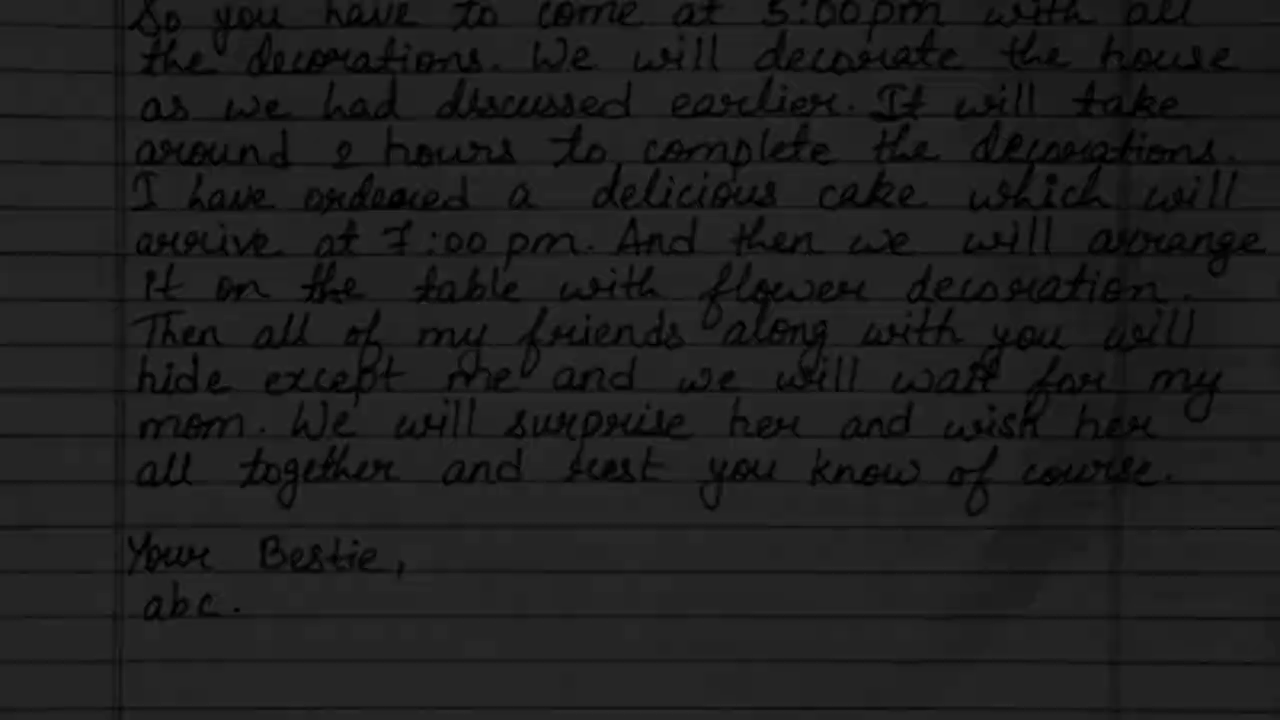 So you have to come at 5:00pm with all
the decorations. We will decorate the house
as we had discussed earlier. It will take
around 2 hours to complete the decorations.
I have ordered a delicious cake which will
arrive at 7:00 pm. And then we will arrange
it on the table with flower decoration.
Then all of my friends along with you will
hide except me and we will wait for my
mom. We will surprise her and wish her
all together and rest you know of course.
Your Bestie,
abc.